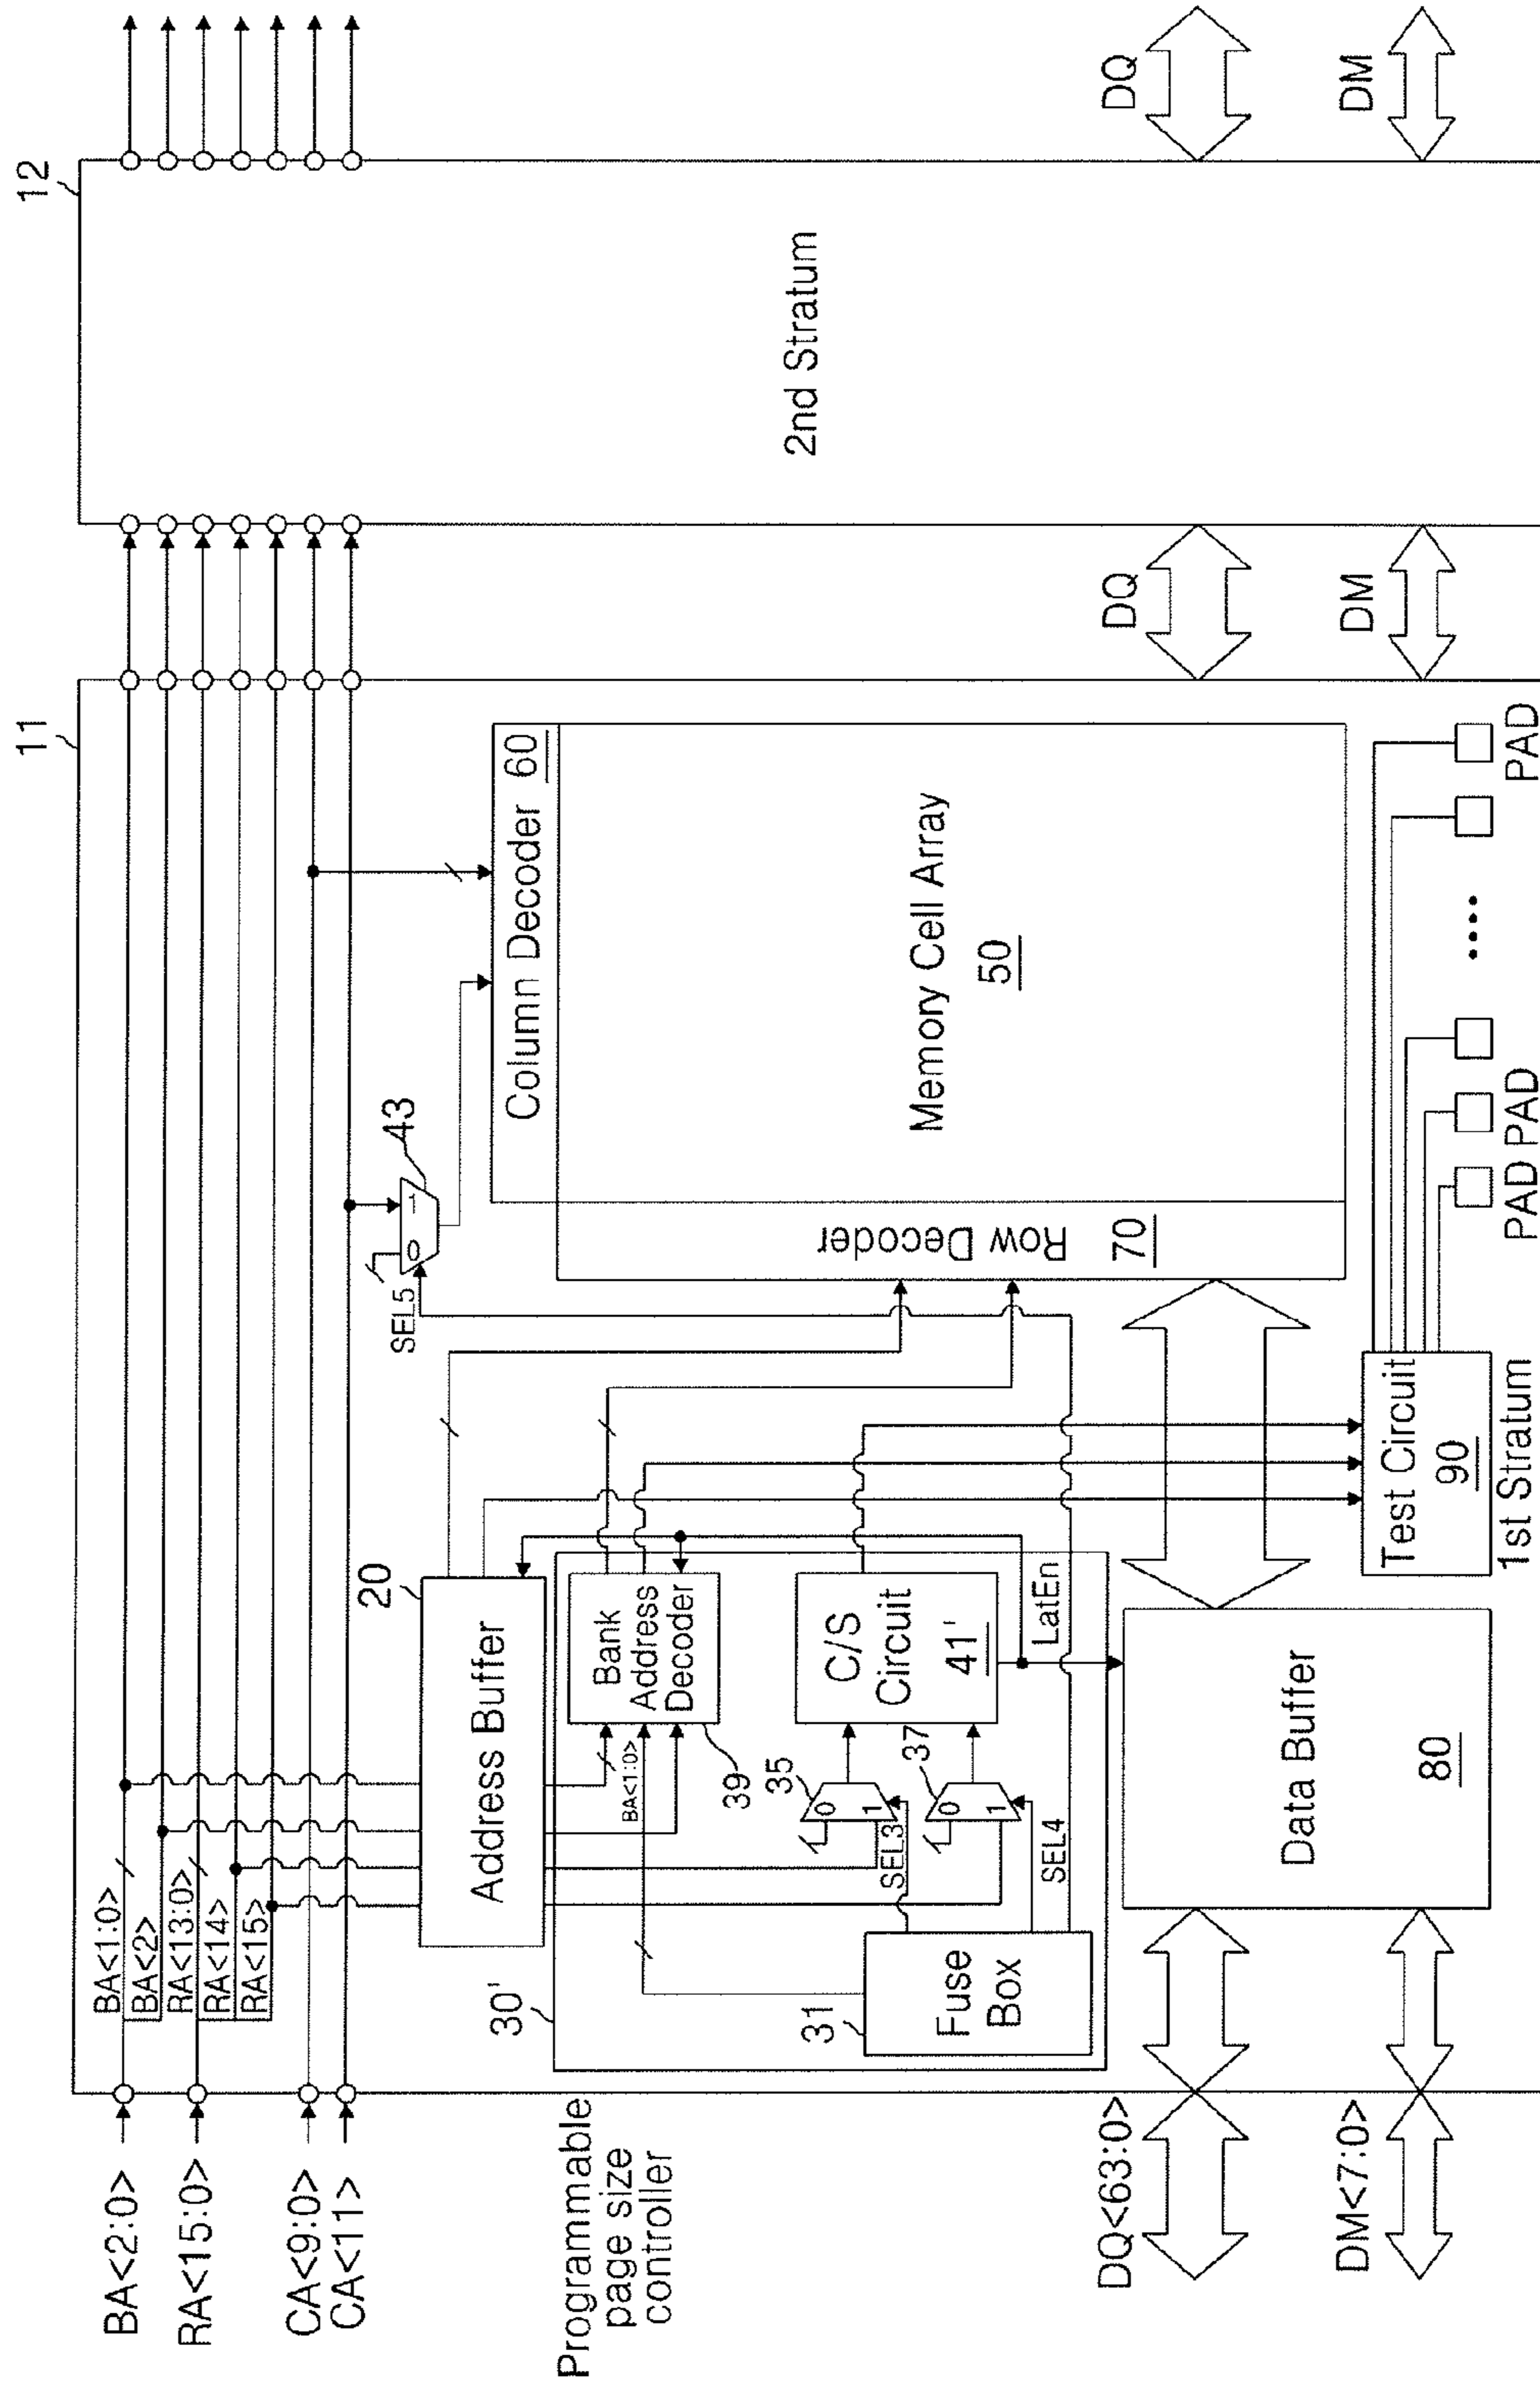 11
12
BA<2:0>
RA<15:0>
CA<9:0>
CA<11>
BA<1:0>
BA<2>
RA<13:0>
RA<14>
RA<15>
20
Address Buffer
SEL5
0
1
43
Column Decoder 60
Memory Cell Array
50
Row Decoder
70
2nd Stratum
Programmable
page size
controller
30'
BA<1:0>
Bank
Address
Decoder
39
31
Fuse
Box
35
0
1
SEL3
37
0
1
SEL4
C/S
Circuit
41'
LatEn
DQ<63:0>
DM<7:0>
Data Buffer
80
Test Circuit
90
1st Stratum
PAD
PAD
PAD
DQ
DM
DQ
DM